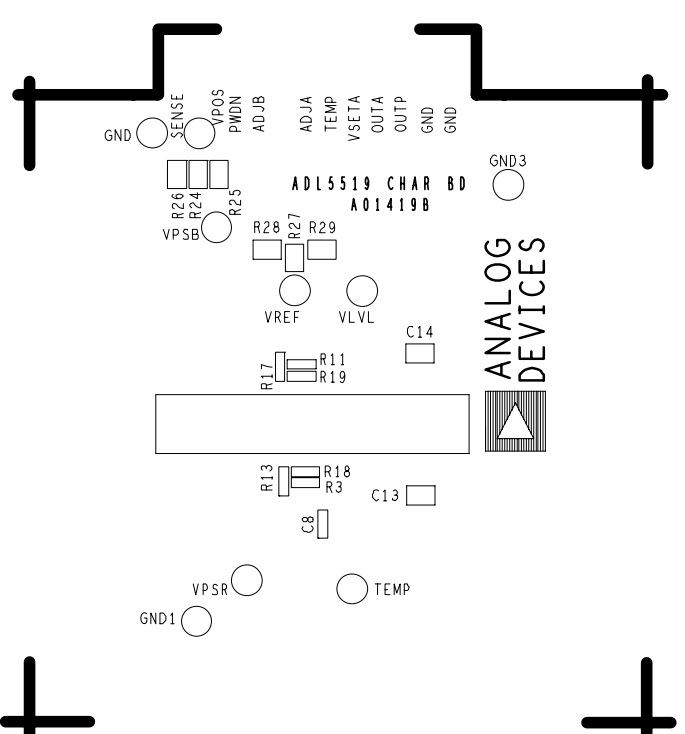 SENSE
VPOS
PWDN
ADJB
ADJA
TEMP
VSETA
OUTA
OUTP
GND
GND
GND
GND3
ADL5519 CHAR BD
A01419B
R26
R24
R25
VPSB
R28
R27
R29
VREF
VLVL
ANALOG
DEVICES
C14
R17
R11
R19
R13
R18
R3
C13
C8
VPSR
TEMP
GND1